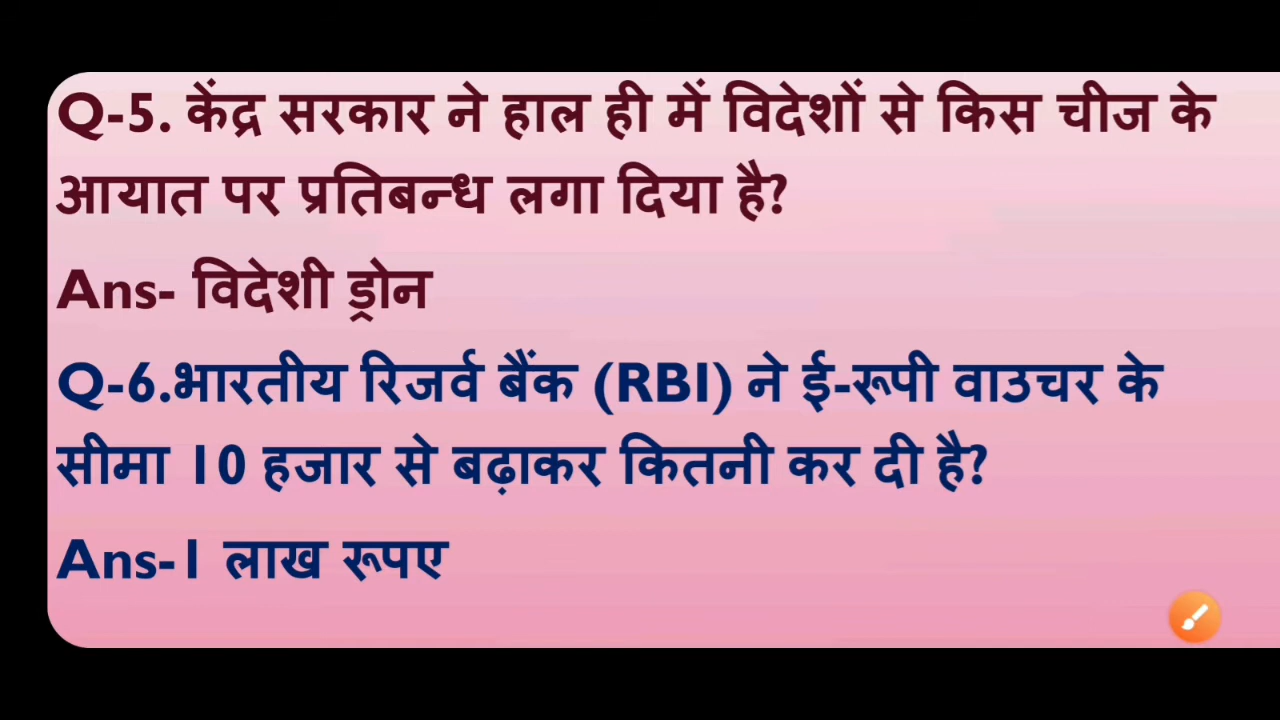 Q-5. केंद्र सरकार ने हाल ही में विदेशों से किस चीज के
आयात पर प्रतिबन्ध लगा दिया है?
Ans- विदेशी ड्रोन
Q-6.भारतीय रिजर्व बैंक (RBI) ने ई-रूपी वाउचर के
सीमा 10 हजार से बढ़ाकर कितनी कर दी है?
Ans-1 लाख रूपए